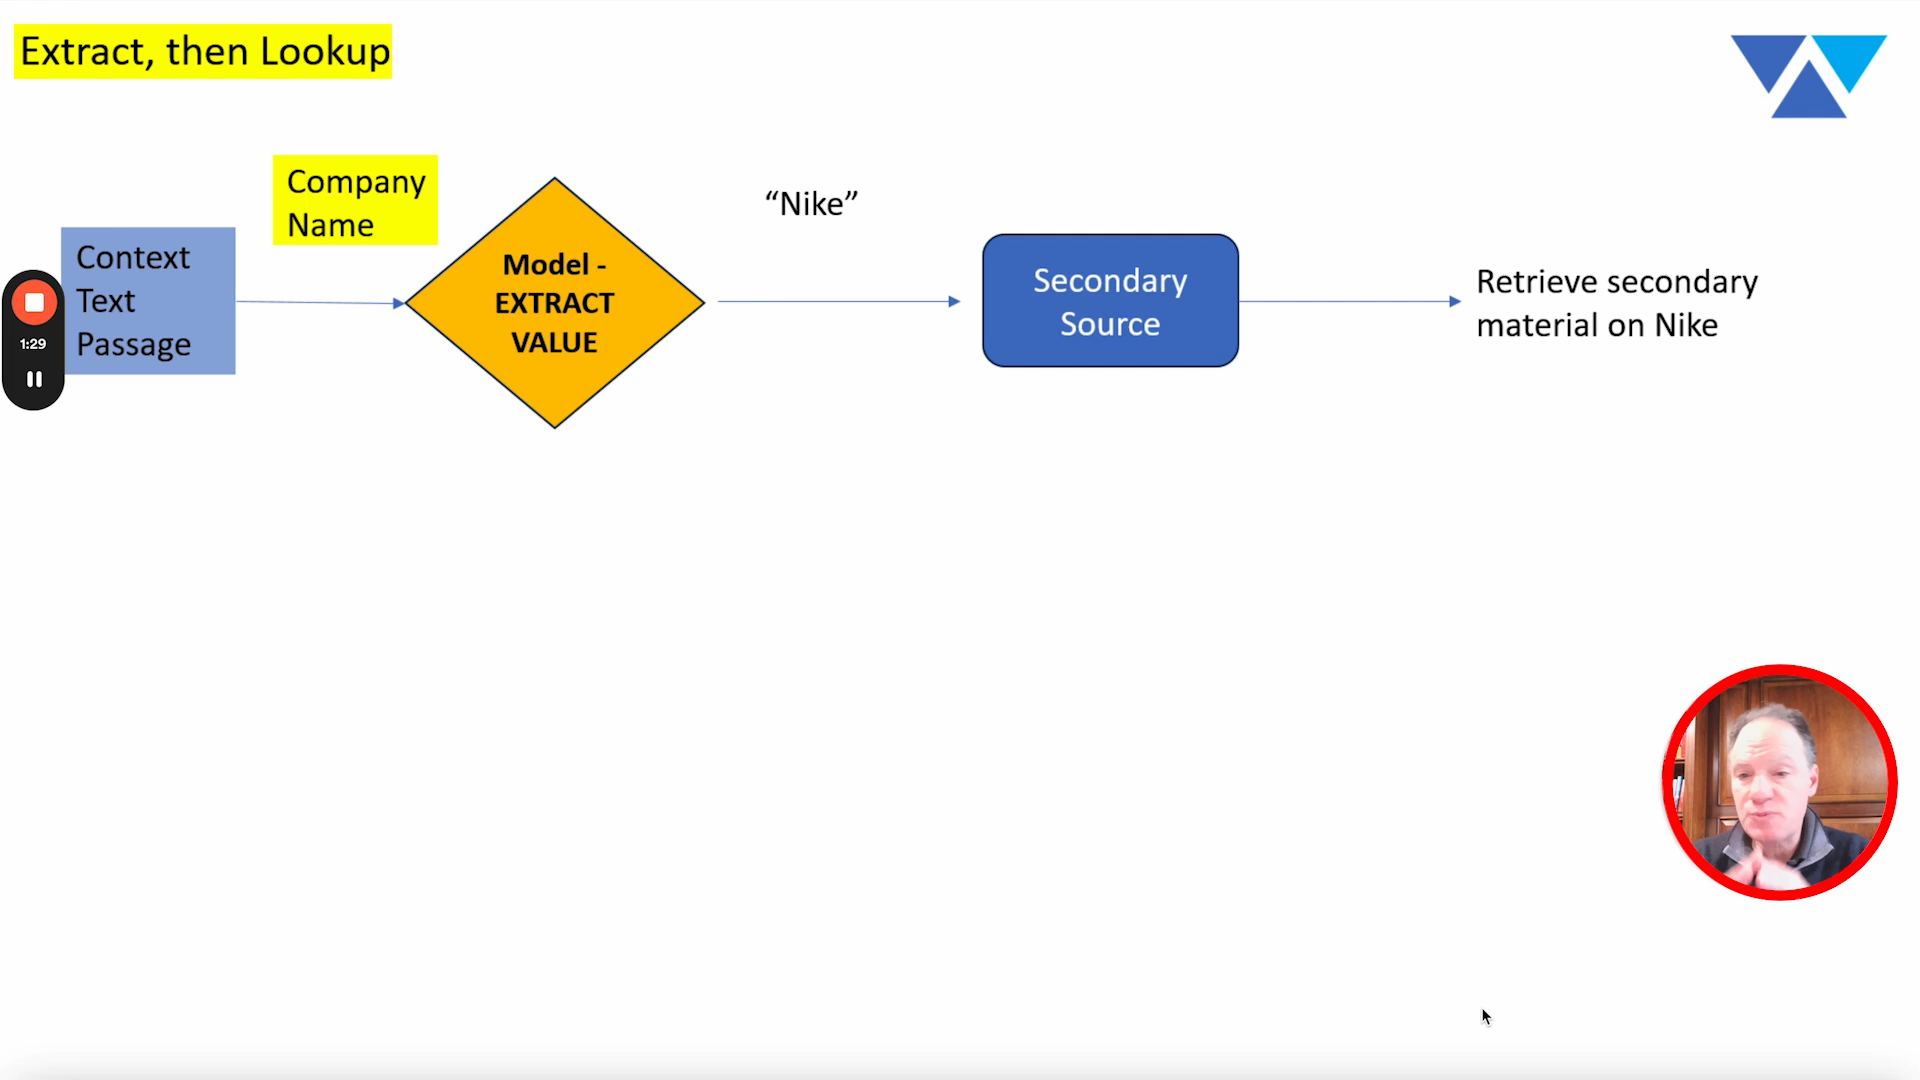 Extract, then Lookup
Company
Name
Context
Text
Passage
1:29
Model -
EXTRACT
VALUE
“Nike”
Secondary
Source
Retrieve secondary
material on Nike